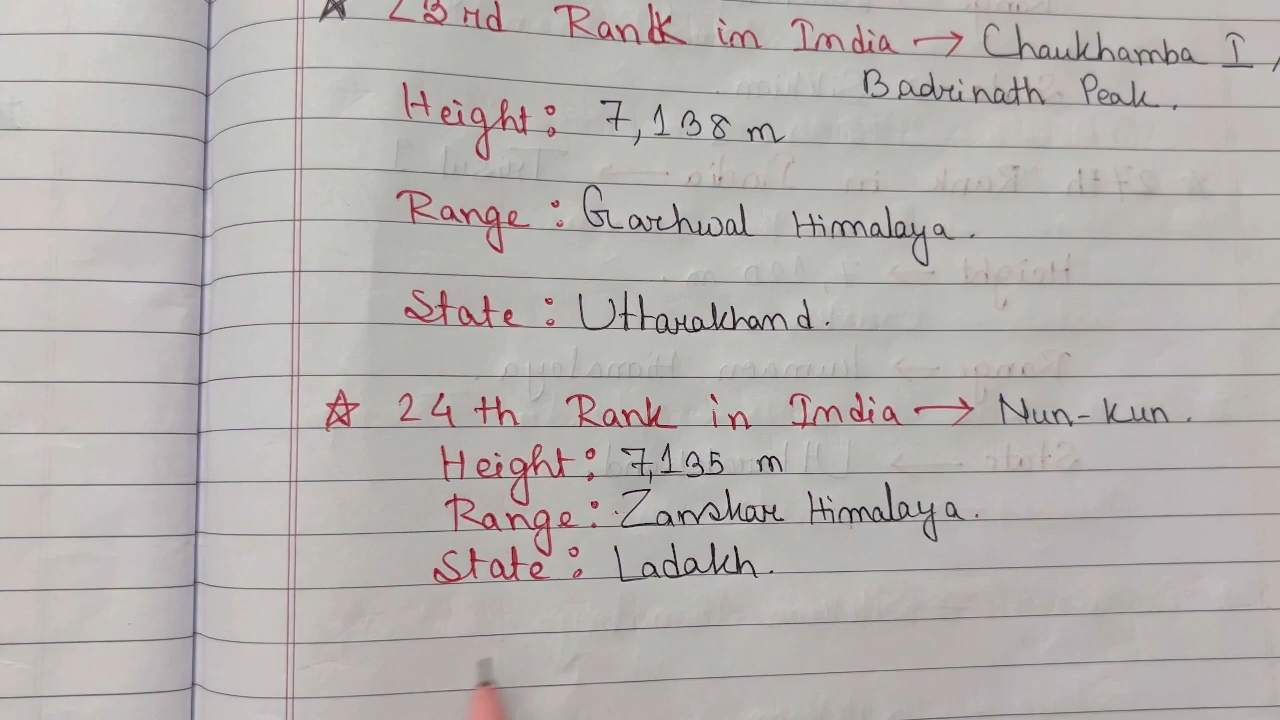 ☆ 23rd Rank in India → Chaukhamba I,
Badrinath Peak.
Height: 7,138 m
Range: Garhwal Himalaya.
State: Uttarakhand.
☆ 24th Rank in India → Nun-Kun.
Height: 7,135 m
Range: Zanskar Himalaya.
State: Ladakh.